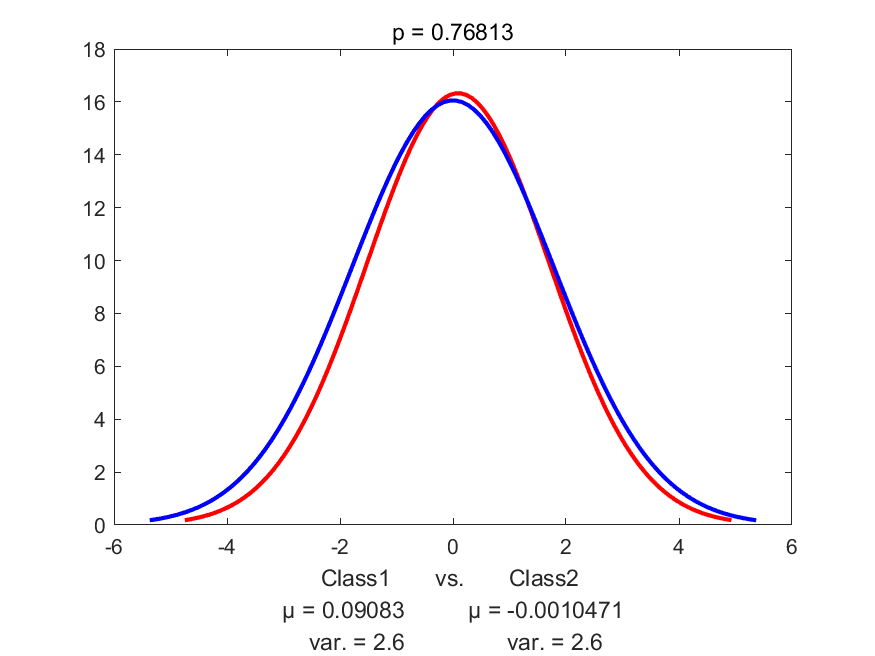 p = 0.76813
18
16
14
12
10
8
6
4
2
0
-6 -4 -2 0 2 4 6
Class1 vs. Class2
μ = 0.09083 μ = -0.0010471
var. = 2.6 var. = 2.6